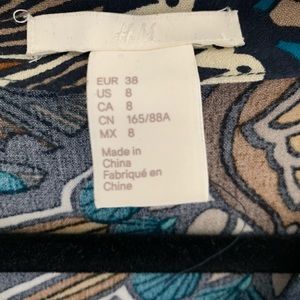 H&M
EUR 38
US 8
CA 8
CN 165/88A
MX 8
Made in
China
Fabriqué en
Chine